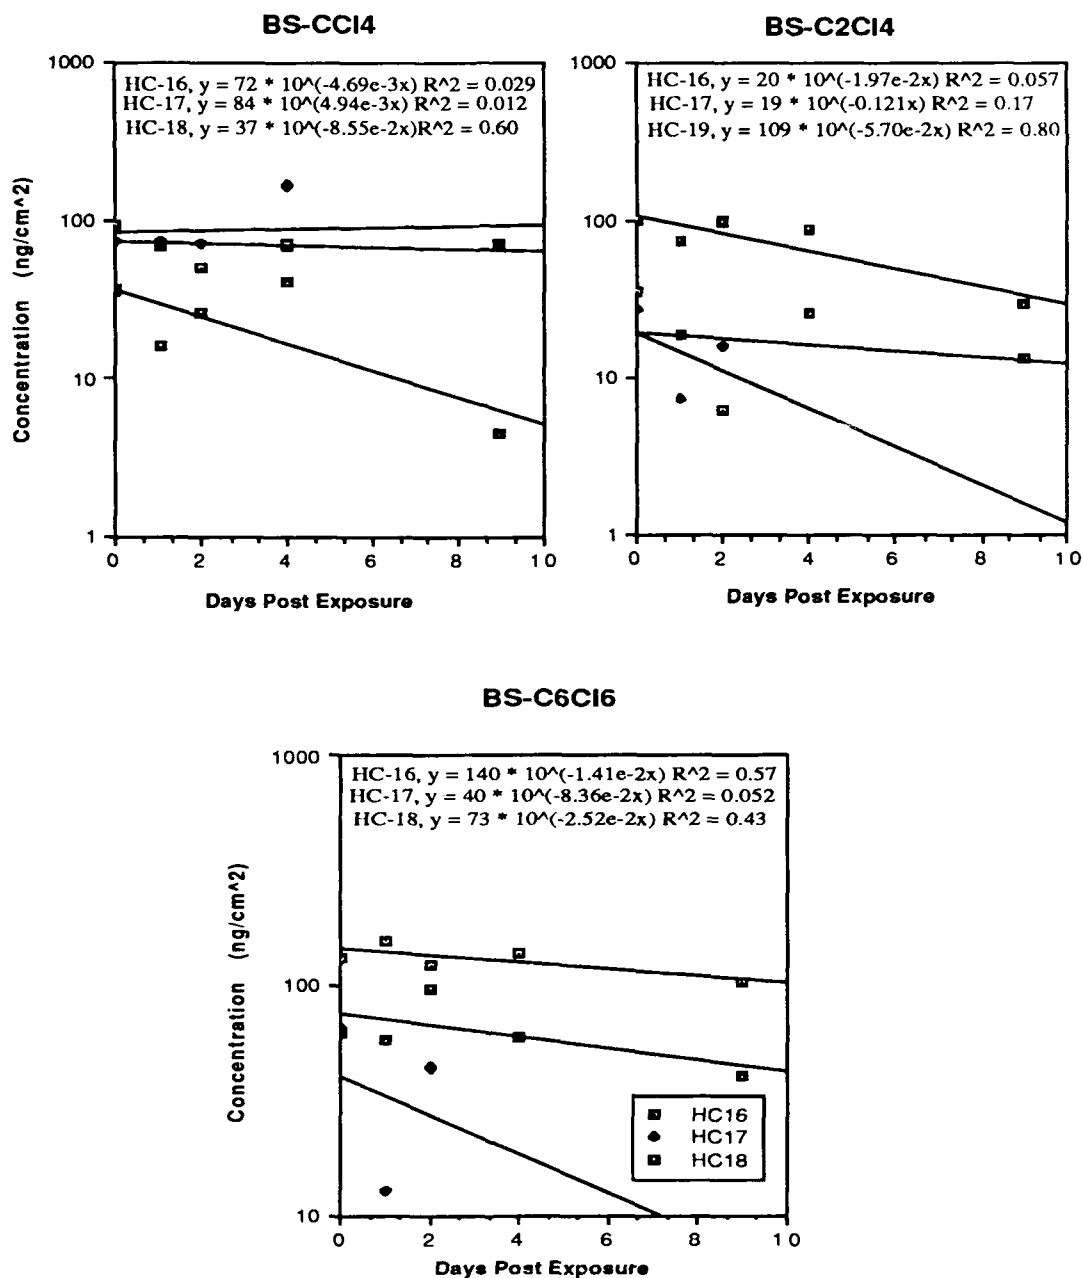 BS-CCl4
1000
100
10
1
HC-16, y = 72 * 10^(-4.69e-3x) R^2 = 0.029
HC-17, y = 84 * 10^(4.94e-3x) R^2 = 0.012
HC-18, y = 37 * 10^(-8.55e-2x)R^2 = 0.60
Concentration (ng/cm^2)
0 2 4 6 8 10
Days Post Exposure
BS-C2Cl4
1000
100
10
1
HC-16, y = 20 * 10^(-1.97e-2x) R^2 = 0.057
HC-17, y = 19 * 10^(-0.121x) R^2 = 0.17
HC-19, y = 109 * 10^(-5.70e-2x) R^2 = 0.80
0 2 4 6 8 10
Days Post Exposure
BS-C6Cl6
1000
100
10
HC-16, y = 140 * 10^(-1.41e-2x) R^2 = 0.57
HC-17, y = 40 * 10^(-8.36e-2x) R^2 = 0.052
HC-18, y = 73 * 10^(-2.52e-2x) R^2 = 0.43
Concentration (ng/cm^2)
HC16
HC17
HC18
0 2 4 6 8 10
Days Post Exposure